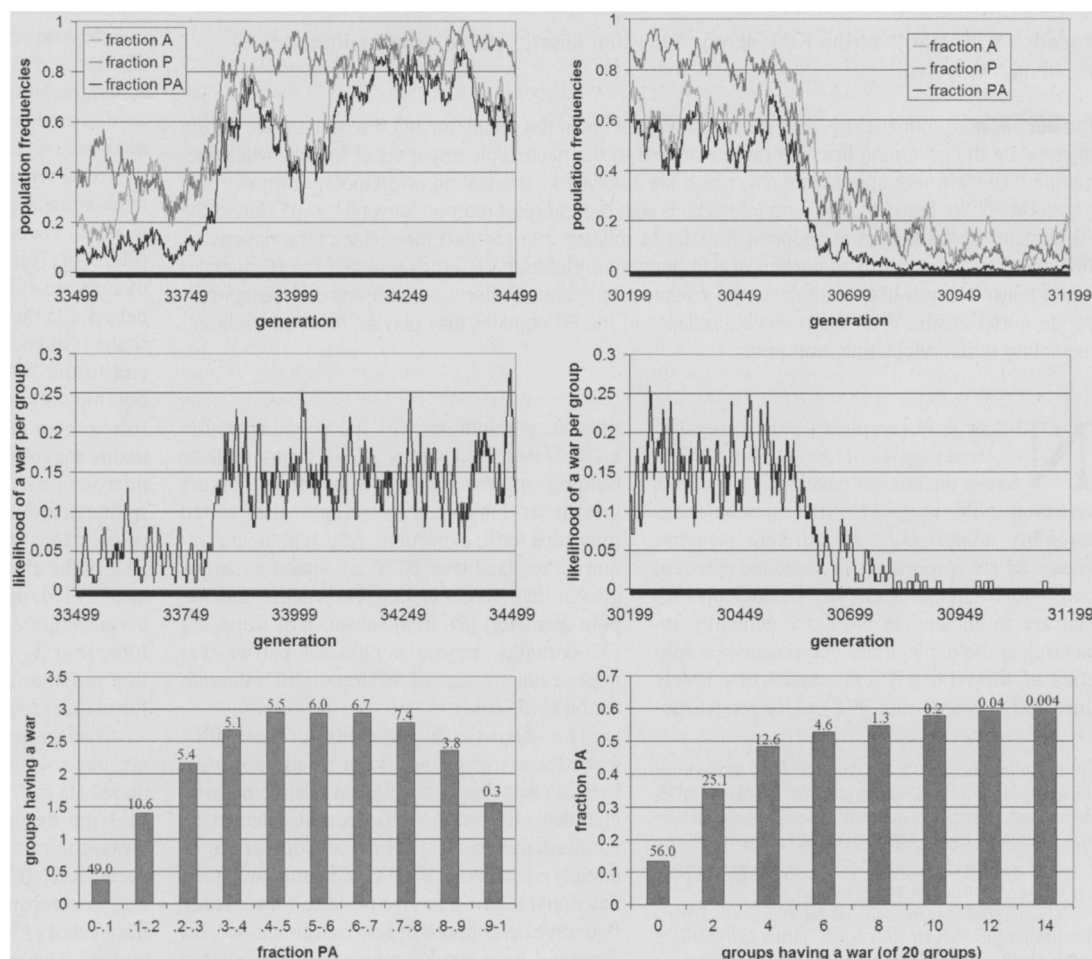 1
0.8
0.6
0.4
0.2
0
population frequencies
fraction A
fraction P
fraction PA
33499 33749 33999 34249 34499
generation
1
0.8
0.6
0.4
0.2
0
population frequencies
fraction A
fraction P
fraction PA
30199 30449 30699 30949 31199
generation
0.3
0.25
0.2
0.15
0.1
0.05
0
likelihood of a war per group
33499 33749 33999 34249 34499
generation
0.3
0.25
0.2
0.15
0.1
0.05
0
likelihoood of a war per group
30199 30449 30699 30949 31199
generation
3.5
3
2.5
2
1.5
1
0.5
0
groups having a war
49.0 10.6 5.4 5.1 5.5 6.0 6.7 7.4 3.8 0.3
0-.1 .1-.2 .2-.3 .3-.4 .4-.5 .5-.6 .6-.7 .7-.8 .8-.9 .9-1
fraction PA
0.7
0.6
0.5
0.4
0.3
0.2
0.1
0.0
fraction PA
56.0 25.1 12.6 4.6 1.3 0.2 0.04 0.004
0 2 4 6 8 10 12 14
groups having a war (of 20 groups)